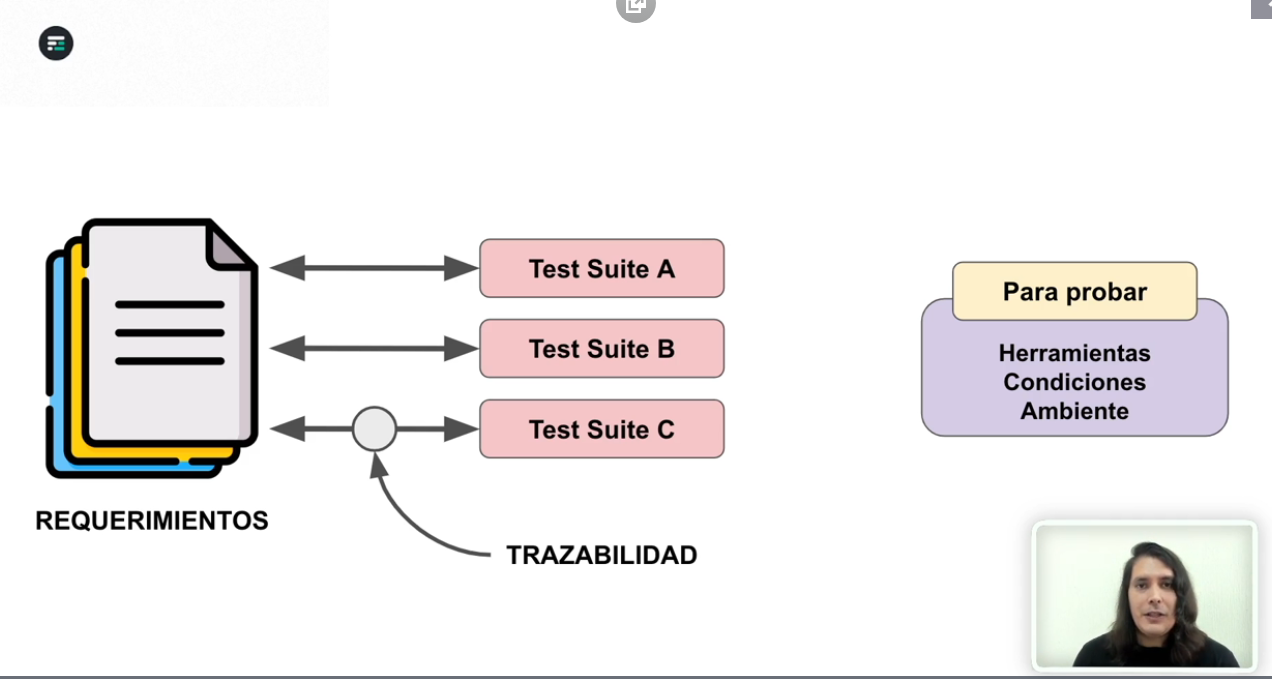 Test Suite A
Test Suite B
Test Suite C
REQUERIMIENTOS
TRAZABILIDAD
Para probar
Herramientas
Condiciones
Ambiente